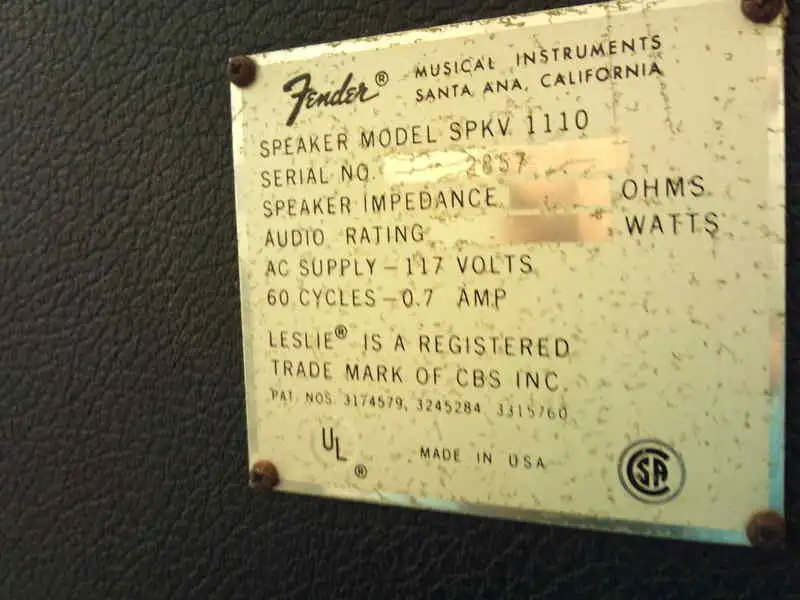 Fender® MUSICAL INSTRUMENTS
SANTA ANA, CALIFORNIA
SPEAKER MODEL SPKV 1110
SERIAL NO. 2857
SPEAKER IMPEDANCE OHMS
AUDIO RATING WATTS
AC SUPPLY - 117 VOLTS
60 CYCLES - 0.7 AMP
LESLIE® IS A REGISTERED
TRADE MARK OF CBS INC.
PAT. NOS. 3174579, 3245284, 3315760
UL® MADE IN USA CSA